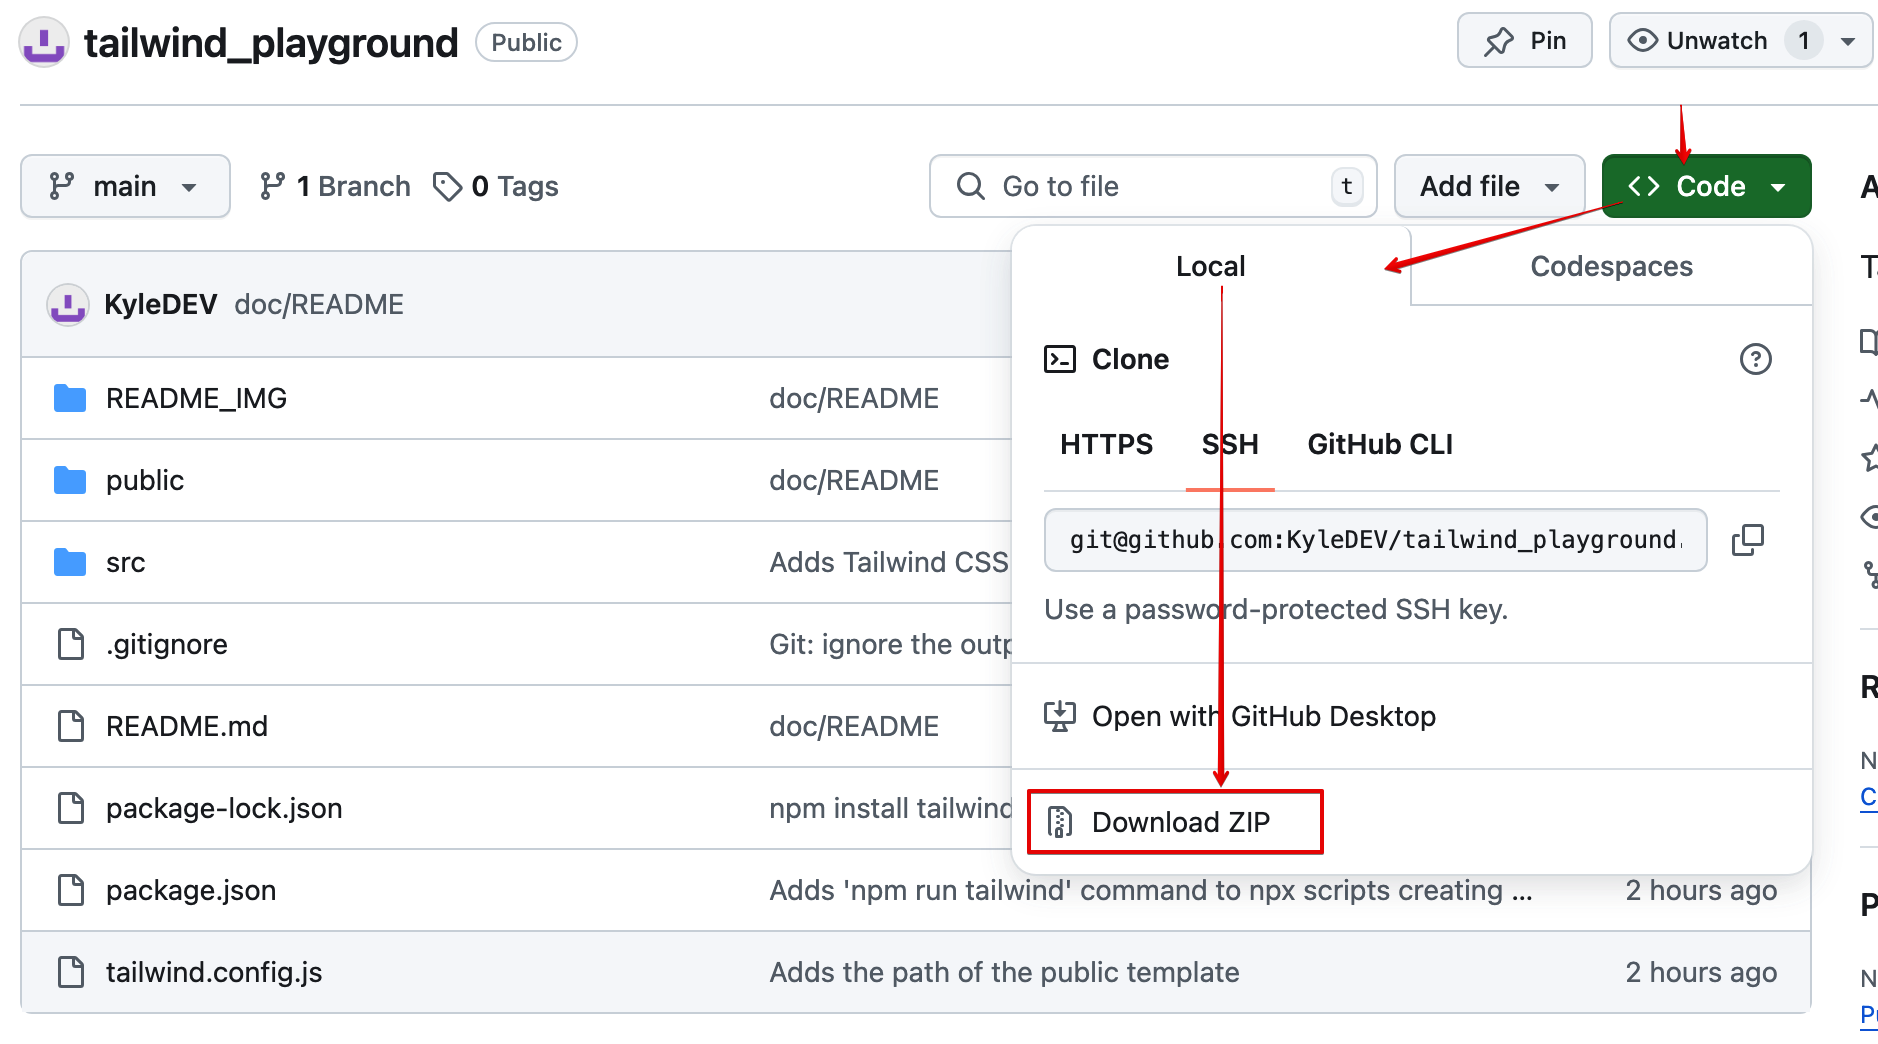 tailwind_playground Public Pin Unwatch 1
main 1 Branch 0 Tags Go to file t Add file Code
Local Codespaces
KyleDEV doc/README
Clone
README_IMG doc/README
HTTPS SSH GitHub CLI
public doc/README
git@github.com:KyleDEV/tailwind_playground.
src Adds Tailwind CSS
Use a password-protected SSH key.
.gitignore Git: ignore the outp
Open with GitHub Desktop
README.md doc/README
package-lock.json npm install tailwind
Download ZIP
package.json Adds 'npm run tailwind' command to npx scripts creating ... 2 hours ago
tailwind.config.js Adds the path of the public template 2 hours ago